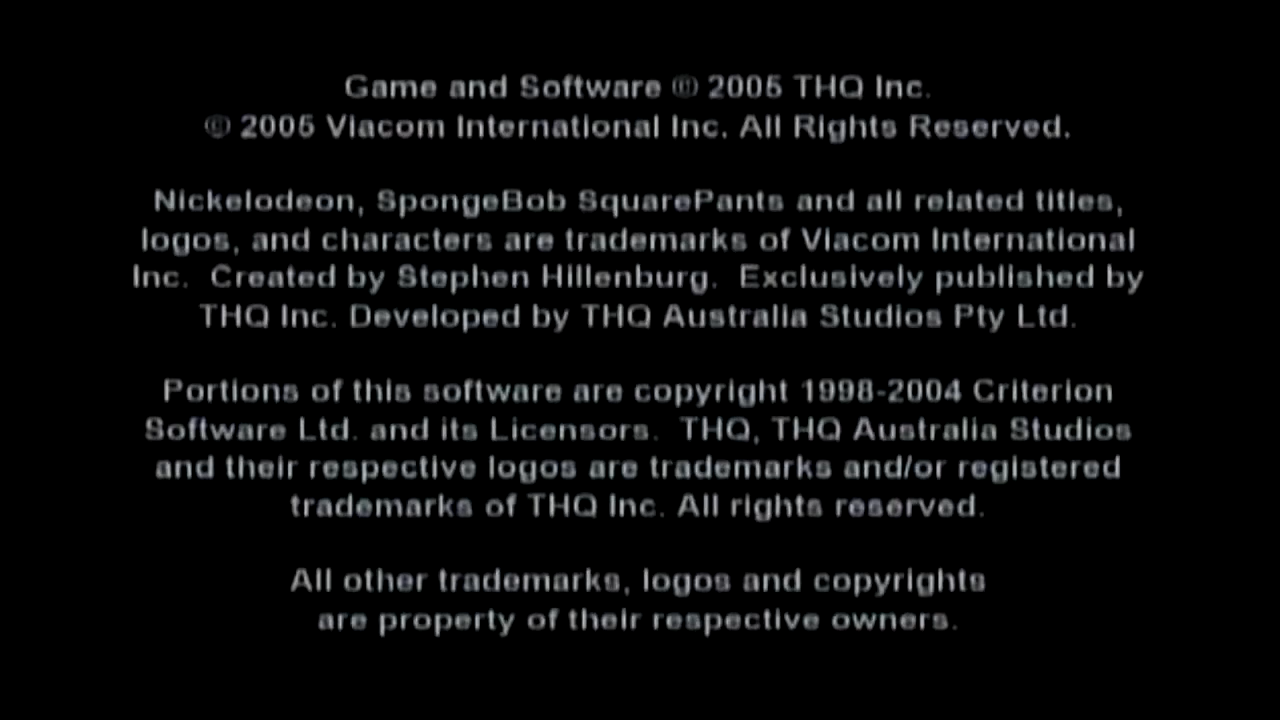 Game and Software © 2005 THQ Inc.
© 2005 Viacom International Inc. All Rights Reserved.
Nickelodeon, SpongeBob SquarePants and all related titles,
logos, and characters are trademarks of Viacom International
Inc.  Created by Stephen Hillenburg.  Exclusively published by
THQ Inc. Developed by THQ Australia Studios Pty Ltd.
Portions of this software are copyright 1998-2004 Criterion
Software Ltd. and its Licensors.  THQ, THQ Australia Studios
and their respective logos are trademarks and/or registered
trademarks of THQ Inc. All rights reserved.
All other trademarks, logos and copyrights
are property of their respective owners.